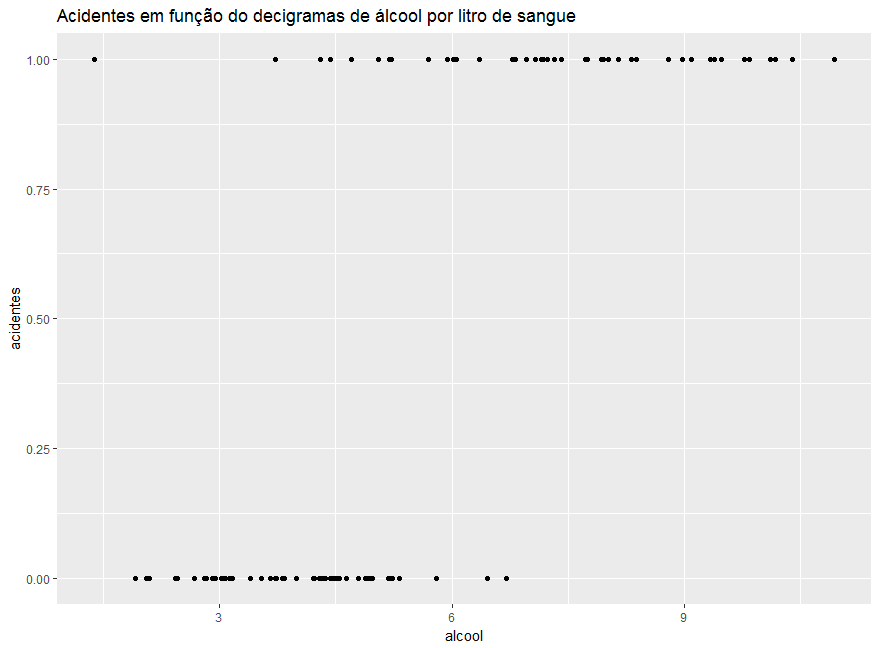 Acidentes em função do decigramas de álcool por litro de sangue
1.00
0.75
0.50
0.25
0.00
acidentes
3 6 9
alcool